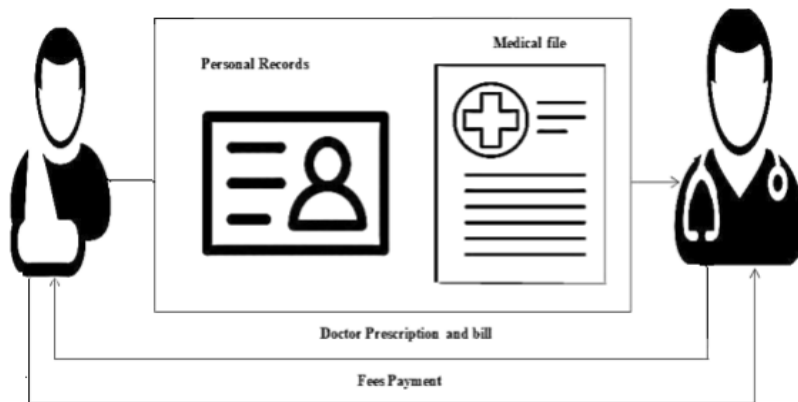 Medical file
Personal Records
Doctor Prescription and bill
Fees Payment